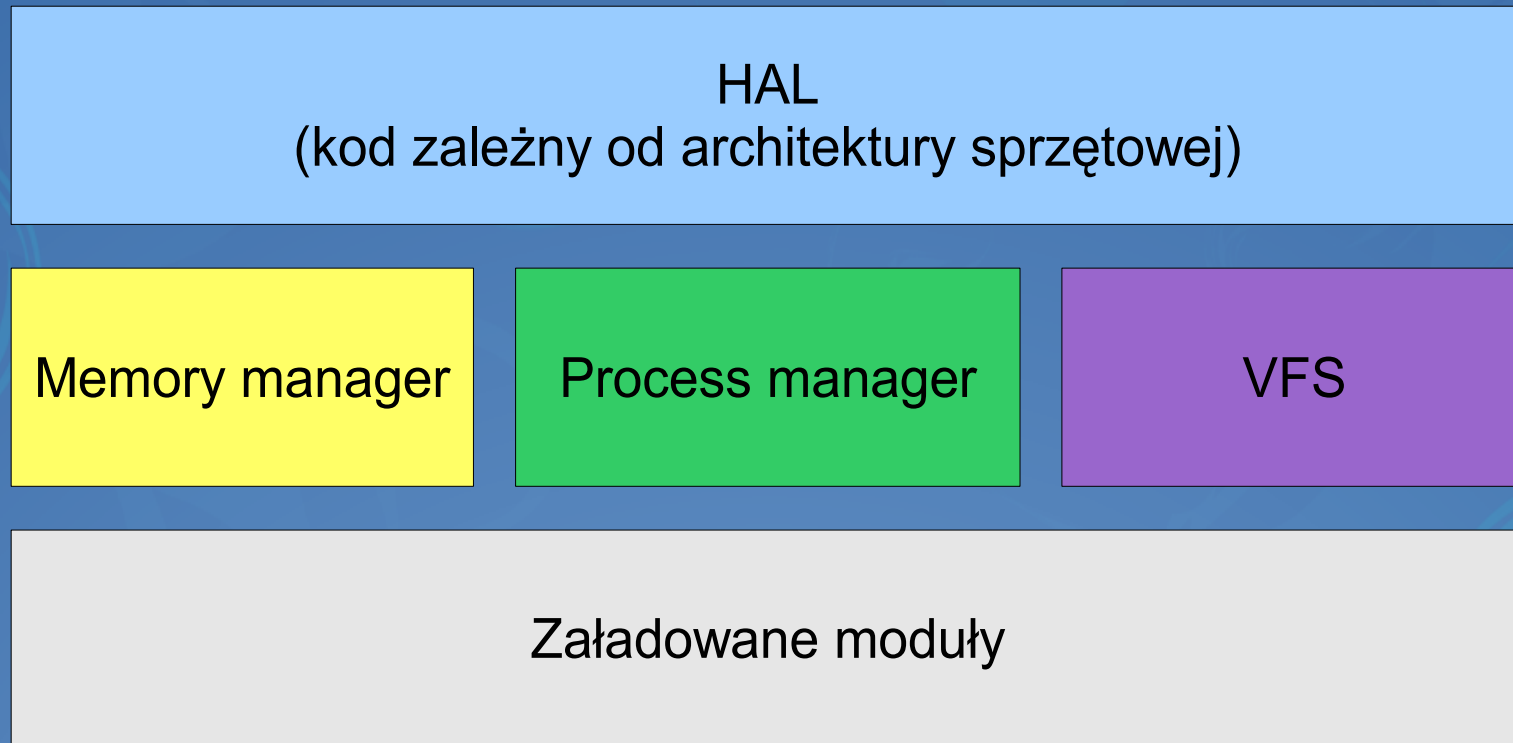 HAL
(kod zależny od architektury sprzętowej)
Memory manager
Process manager
VFS
Załadowane moduły